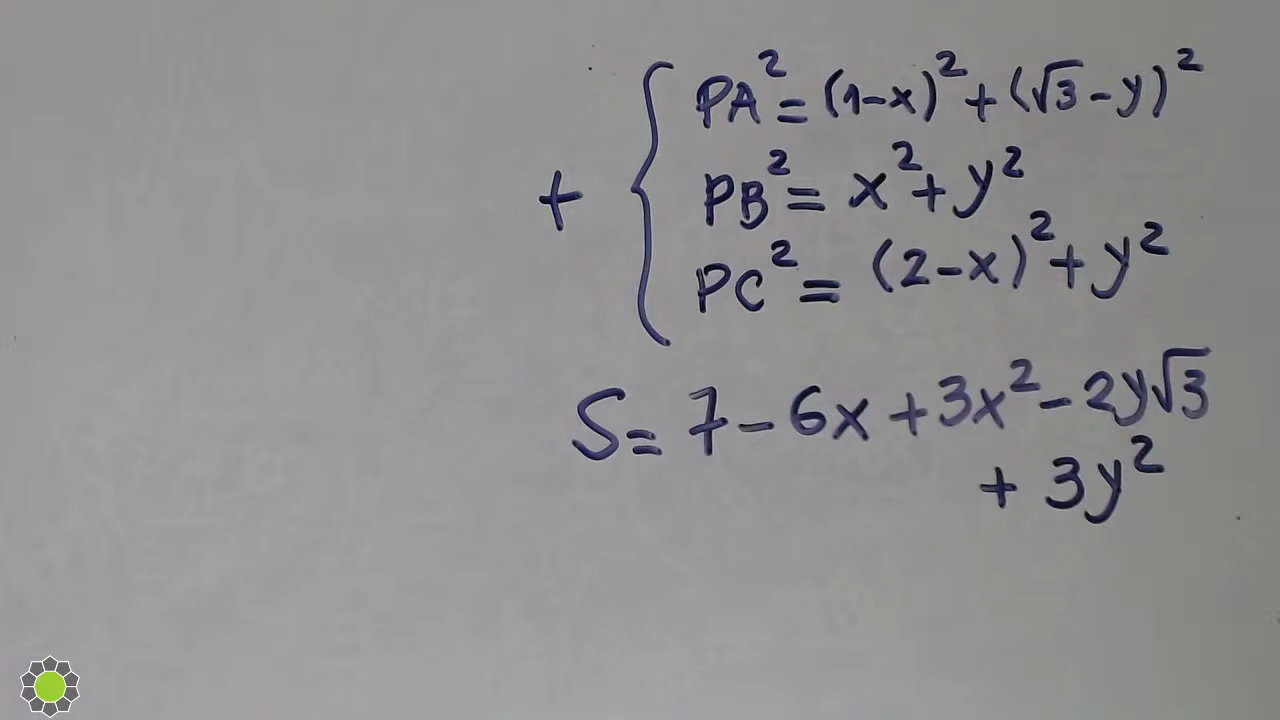 PA² = (1-x)² + (√3 - y)²
+ { PB² = x² + y²
PC² = (2-x)² + y²
S = 7 - 6x + 3x² - 2y√3
+ 3y²